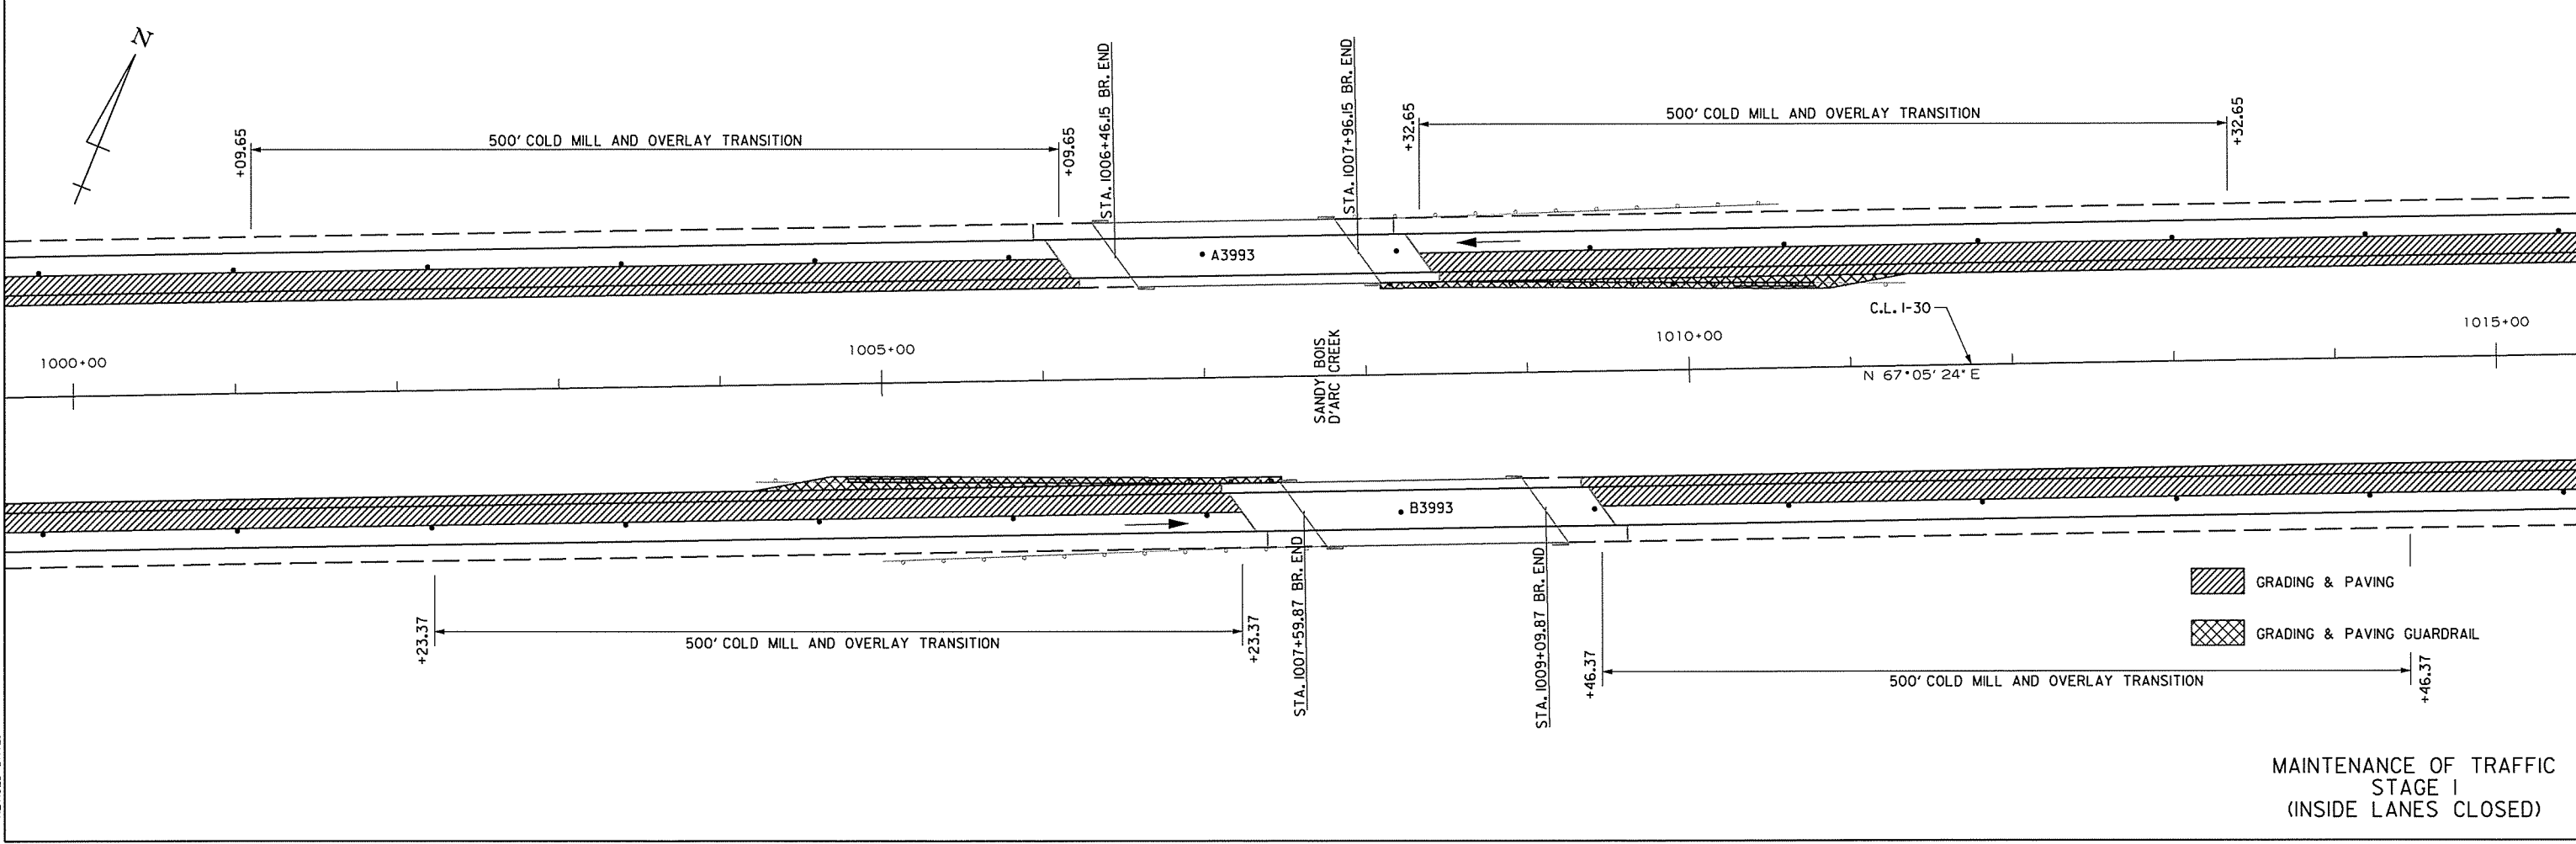 N
+09.65
500' COLD MILL AND OVERLAY TRANSITION
+09.65
STA. 1006+46.15 BR. END
STA. 1007+96.15 BR. END
+32.65
500' COLD MILL AND OVERLAY TRANSITION
+32.65
A3993
C.L. I-30
1000+00
1005+00
SANDY BOIS
D'ARC CREEK
1010+00
1015+00
N 67°05'24" E
B3993
+23.37
500' COLD MILL AND OVERLAY TRANSITION
+23.37
STA. 1007+59.87 BR. END
STA. 1009+09.87 BR. END
+46.37
500' COLD MILL AND OVERLAY TRANSITION
+46.37
GRADING & PAVING
GRADING & PAVING GUARDRAIL
MAINTENANCE OF TRAFFIC
STAGE 1
(INSIDE LANES CLOSED)